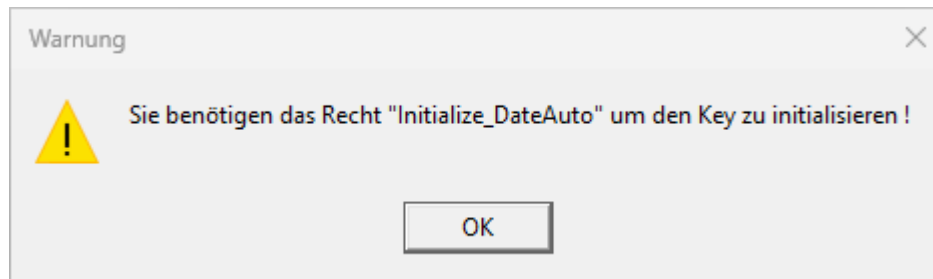 Warnung
Sie benötigen das Recht "Initialize_DateAuto" um den Key zu initialisieren !
OK